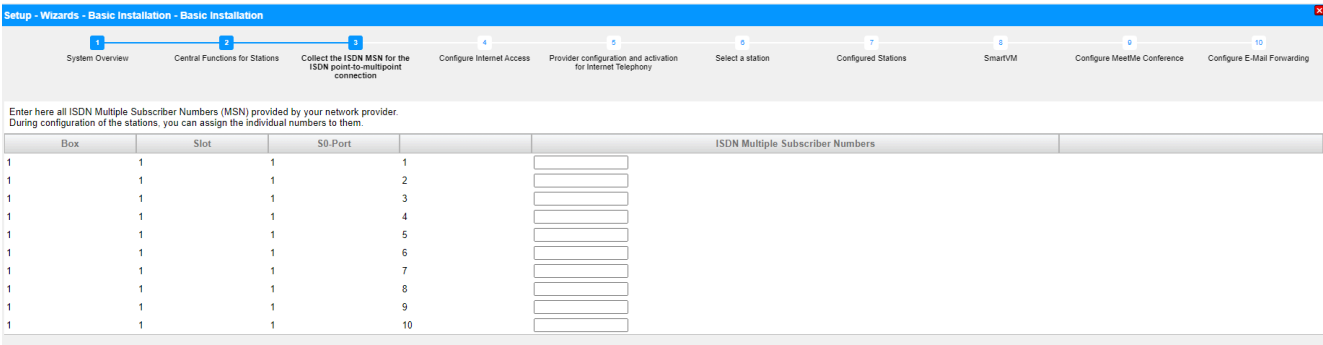 Setup - Wizards - Basic Installation - Basic Installation
1 2 3 4 5 6 7 8 9 10
System Overview
Central Functions for Stations
Collect the ISDN MSN for the
ISDN point-to-multipoint
connection
Configure Internet Access
Provider configuration and activation
for Internet Telephony
Select a station
Configured Stations
SmartVM
Configure MeetMe Conference
Configure E-Mail Forwarding
Enter here all ISDN Multiple Subscriber Numbers (MSN) provided by your network provider.
During configuration of the stations, you can assign the individual numbers to them.
Box Slot S0-Port ISDN Multiple Subscriber Numbers
1 1 1 1
1 1 1 2
1 1 1 3
1 1 1 4
1 1 1 5
1 1 1 6
1 1 1 7
1 1 1 8
1 1 1 9
1 1 1 10